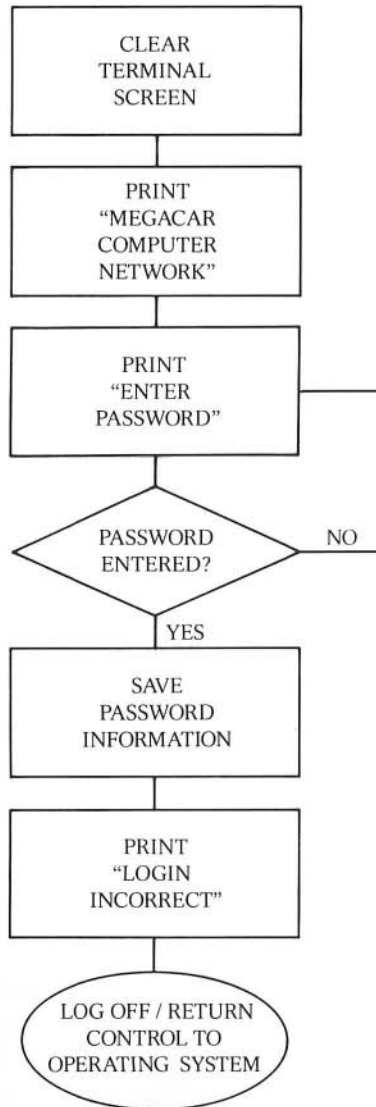 CLEAR
TERMINAL
SCREEN
PRINT
“MEGACAR
COMPUTER
NETWORK”
PRINT
“ENTER
PASSWORD”
PASSWORD
ENTERED?
NO
YES
SAVE
PASSWORD
INFORMATION
PRINT
“LOGIN
INCORRECT”
LOG OFF / RETURN
CONTROL TO
OPERATING SYSTEM